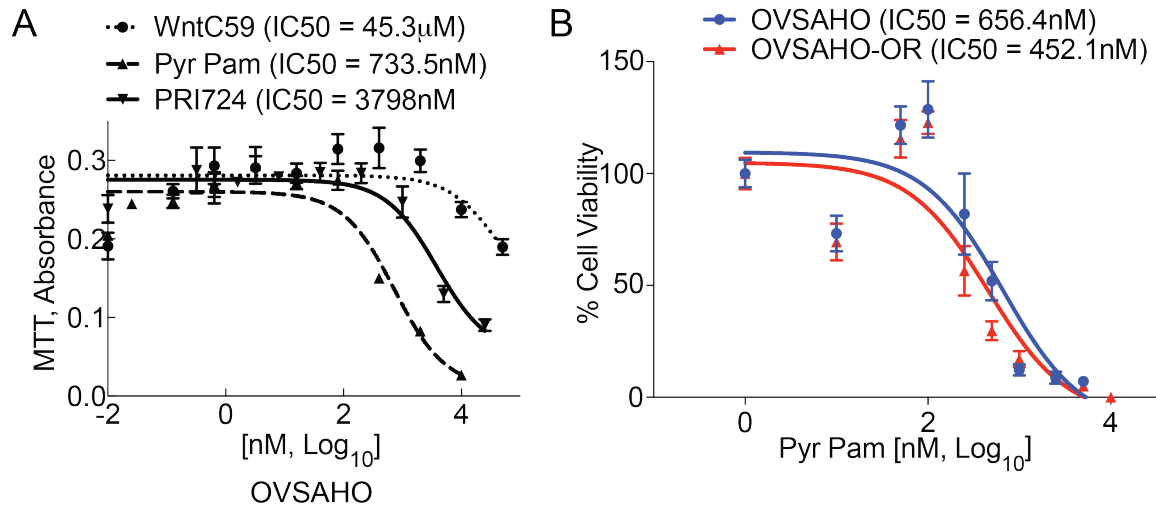 A
WntC59 (IC50 = 45.3μM)
Pyr Pam (IC50 = 733.5nM)
PRI724 (IC50 = 3798nM
MTT, Absorbance
0.3
0.2
0.1
0.0
-2
0
2
4
[nM, Log10]
OVSAHO
B
OVSAHO (IC50 = 656.4nM)
OVSAHO-OR (IC50 = 452.1nM)
% Cell Viability
150
100
50
0
0
2
4
Pyr Pam [nM, Log10]